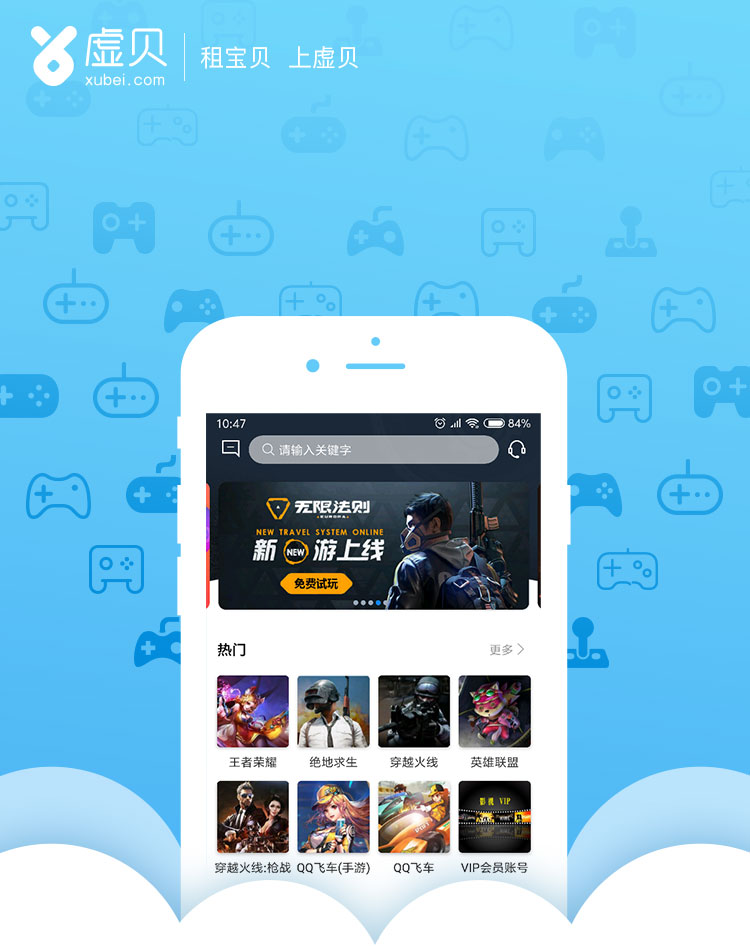 虚贝
xubei.com
租宝贝 上虚贝
10:47
84%
请输入关键字
无限法则
EUROPA
NEW TRAVEL SYSTEM ONLINE
新 NEW 游上线
免费试玩
热门
更多
王者荣耀
绝地求生
穿越火线
英雄联盟
影视 VIP
穿越火线:枪战
QQ飞车(手游)
QQ飞车
VIP会员账号